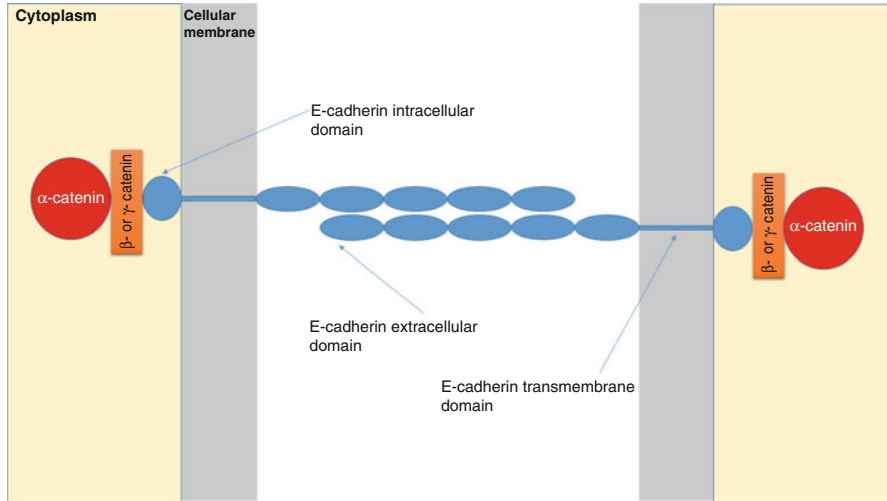 Cytoplasm
Cellular
membrane
E-cadherin intracellular
domain
α-catenin
β- or γ- catenin
β- or γ- catenin
α-catenin
E-cadherin extracellular
domain
E-cadherin transmembrane
domain